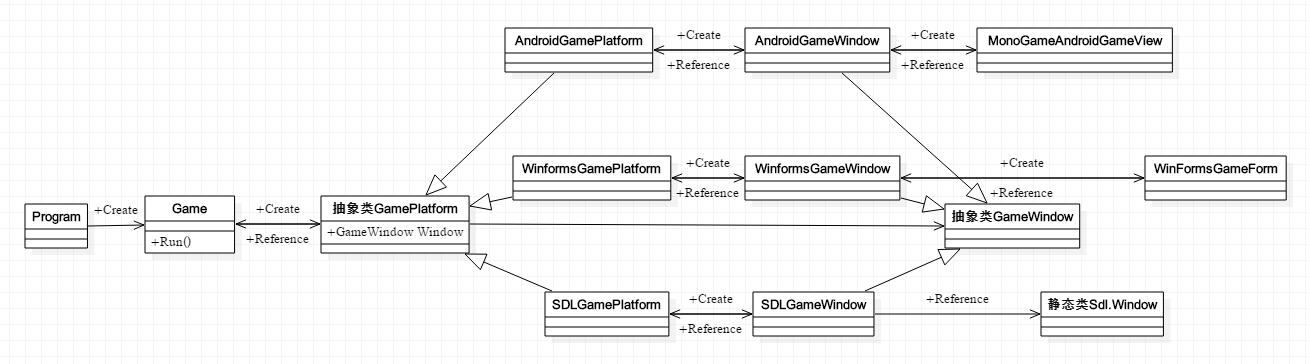 AndroidGamePlatform
+Create
+Reference
AndroidGameWindow
+Create
+Reference
MonoGameAndroidGameView
WinformsGamePlatform
+Create
+Reference
WinformsGameWindow
+Create
+Reference
WinFormsGameForm
Program
+Create
Game
+Run()
+Create
+Reference
抽象类GamePlatform
+GameWindow Window
抽象类GameWindow
SDLGamePlatform
+Create
+Reference
SDLGameWindow
+Reference
静态类Sdl.Window